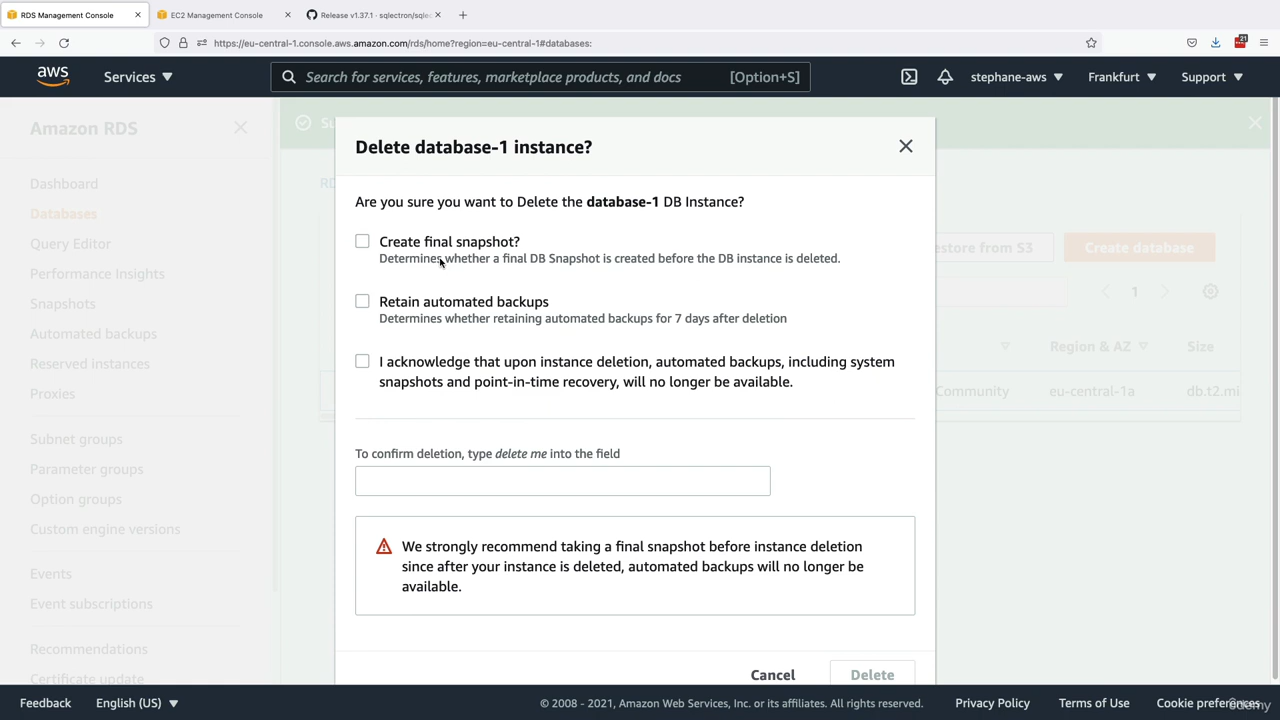 RDS Management Console
EC2 Management Console
Release v1.37.1 · sqlectron/sqle
https://eu-central-1.console.aws.amazon.com/rds/home?region=eu-central-1#databases:
21
aws
Services
Search for services, features, marketplace products, and docs
[Option+S]
stephane-aws
Frankfurt
Support
Amazon RDS
Dashboard
Databases
Query Editor
Performance Insights
Snapshots
Automated backups
Reserved instances
Proxies
Subnet groups
Parameter groups
Option groups
Custom engine versions
Events
Event subscriptions
Recommendations
Certificate update
Delete database-1 instance?
Are you sure you want to Delete the database-1 DB Instance?
Create final snapshot?
Determines whether a final DB Snapshot is created before the DB instance is deleted.
Retain automated backups
Determines whether retaining automated backups for 7 days after deletion
I acknowledge that upon instance deletion, automated backups, including system
snapshots and point-in-time recovery, will no longer be available.
To confirm deletion, type delete me into the field
We strongly recommend taking a final snapshot before instance deletion
since after your instance is deleted, automated backups will no longer be
available.
Cancel
Delete
estore from S3
Create database
1
Region & AZ
Size
Community
eu-central-1a
db.t2.mi
Feedback
English (US)
© 2008 - 2021, Amazon Web Services, Inc. or its affiliates. All rights reserved.
Privacy Policy
Terms of Use
Cookie preferences
Udemy